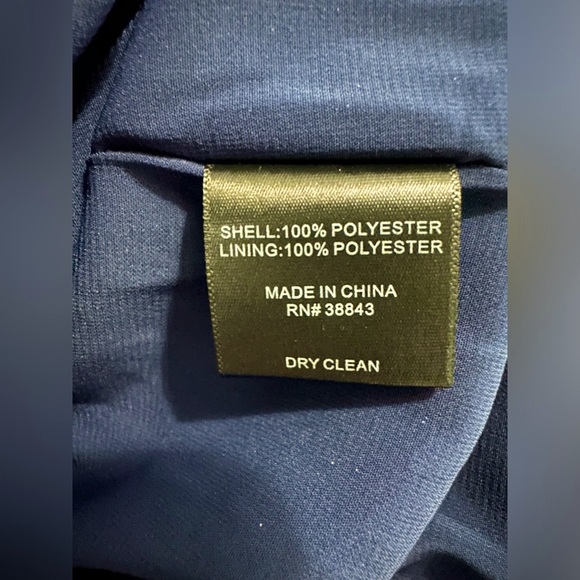 SHELL:100% POLYESTER
LINING:100% POLYESTER
MADE IN CHINA
RN# 38843
DRY CLEAN